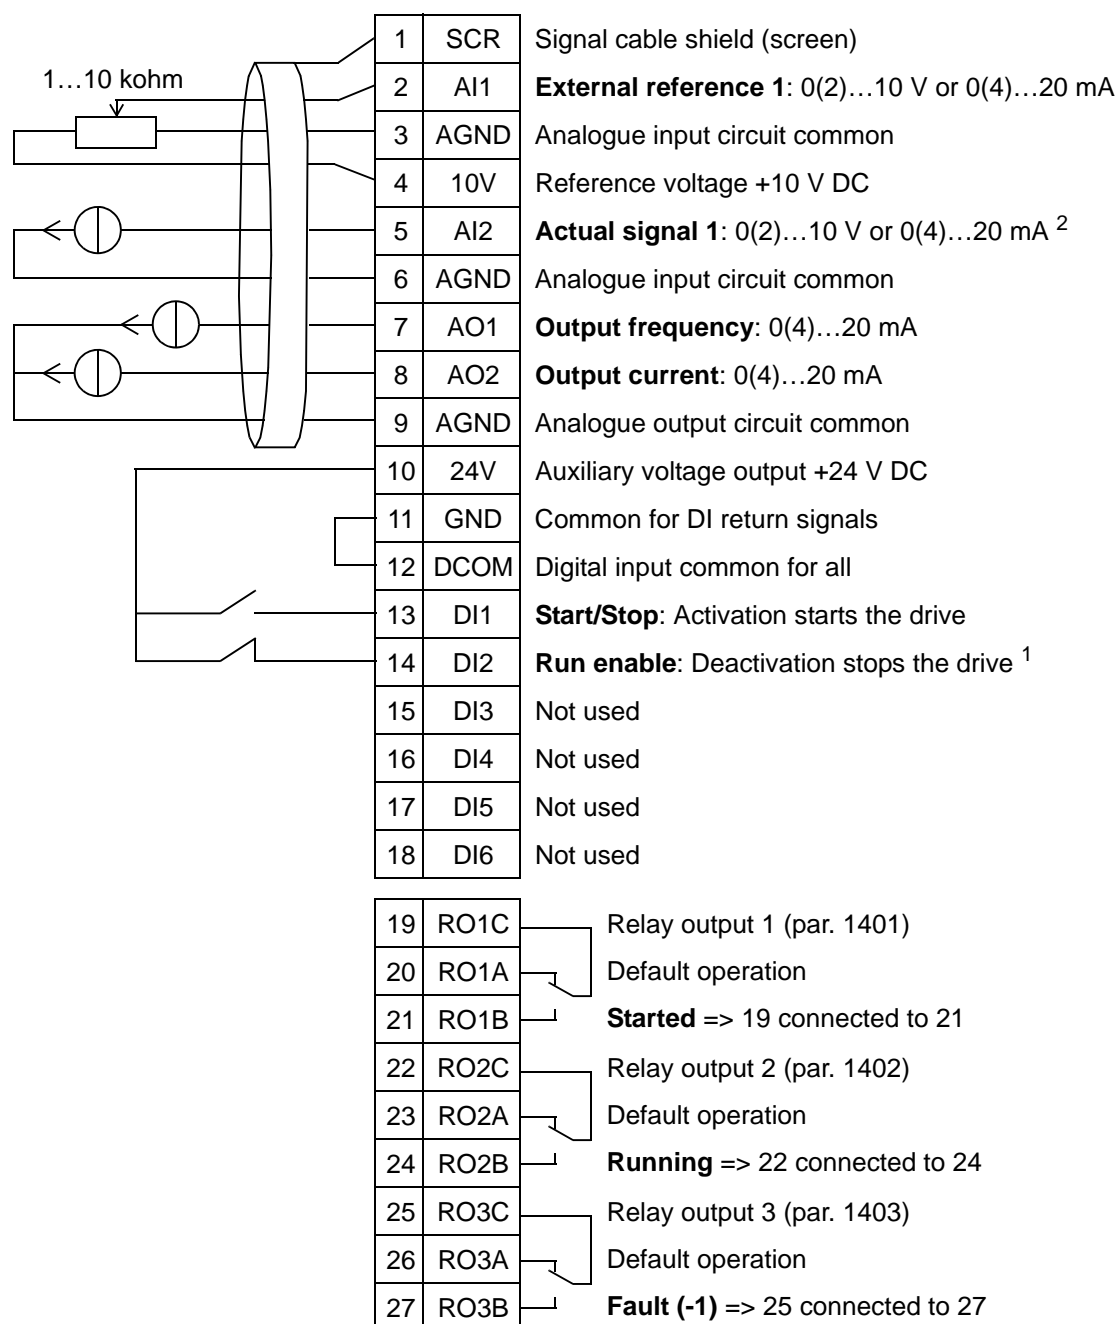 1 SCR Signal cable shield (screen)
1…10 kohm
2 AI1 External reference 1: 0(2)…10 V or 0(4)…20 mA
3 AGND Analogue input circuit common
4 10V Reference voltage +10 V DC
5 AI2 Actual signal 1: 0(2)…10 V or 0(4)…20 mA 2
6 AGND Analogue input circuit common
7 AO1 Output frequency: 0(4)…20 mA
8 AO2 Output current: 0(4)…20 mA
9 AGND Analogue output circuit common
10 24V Auxiliary voltage output +24 V DC
11 GND Common for DI return signals
12 DCOM Digital input common for all
13 DI1 Start/Stop: Activation starts the drive
14 DI2 Run enable: Deactivation stops the drive 1
15 DI3 Not used
16 DI4 Not used
17 DI5 Not used
18 DI6 Not used
19 RO1C Relay output 1 (par. 1401)
20 RO1A Default operation
21 RO1B Started => 19 connected to 21
22 RO2C Relay output 2 (par. 1402)
23 RO2A Default operation
24 RO2B Running => 22 connected to 24
25 RO3C Relay output 3 (par. 1403)
26 RO3A Default operation
27 RO3B Fault (-1) => 25 connected to 27